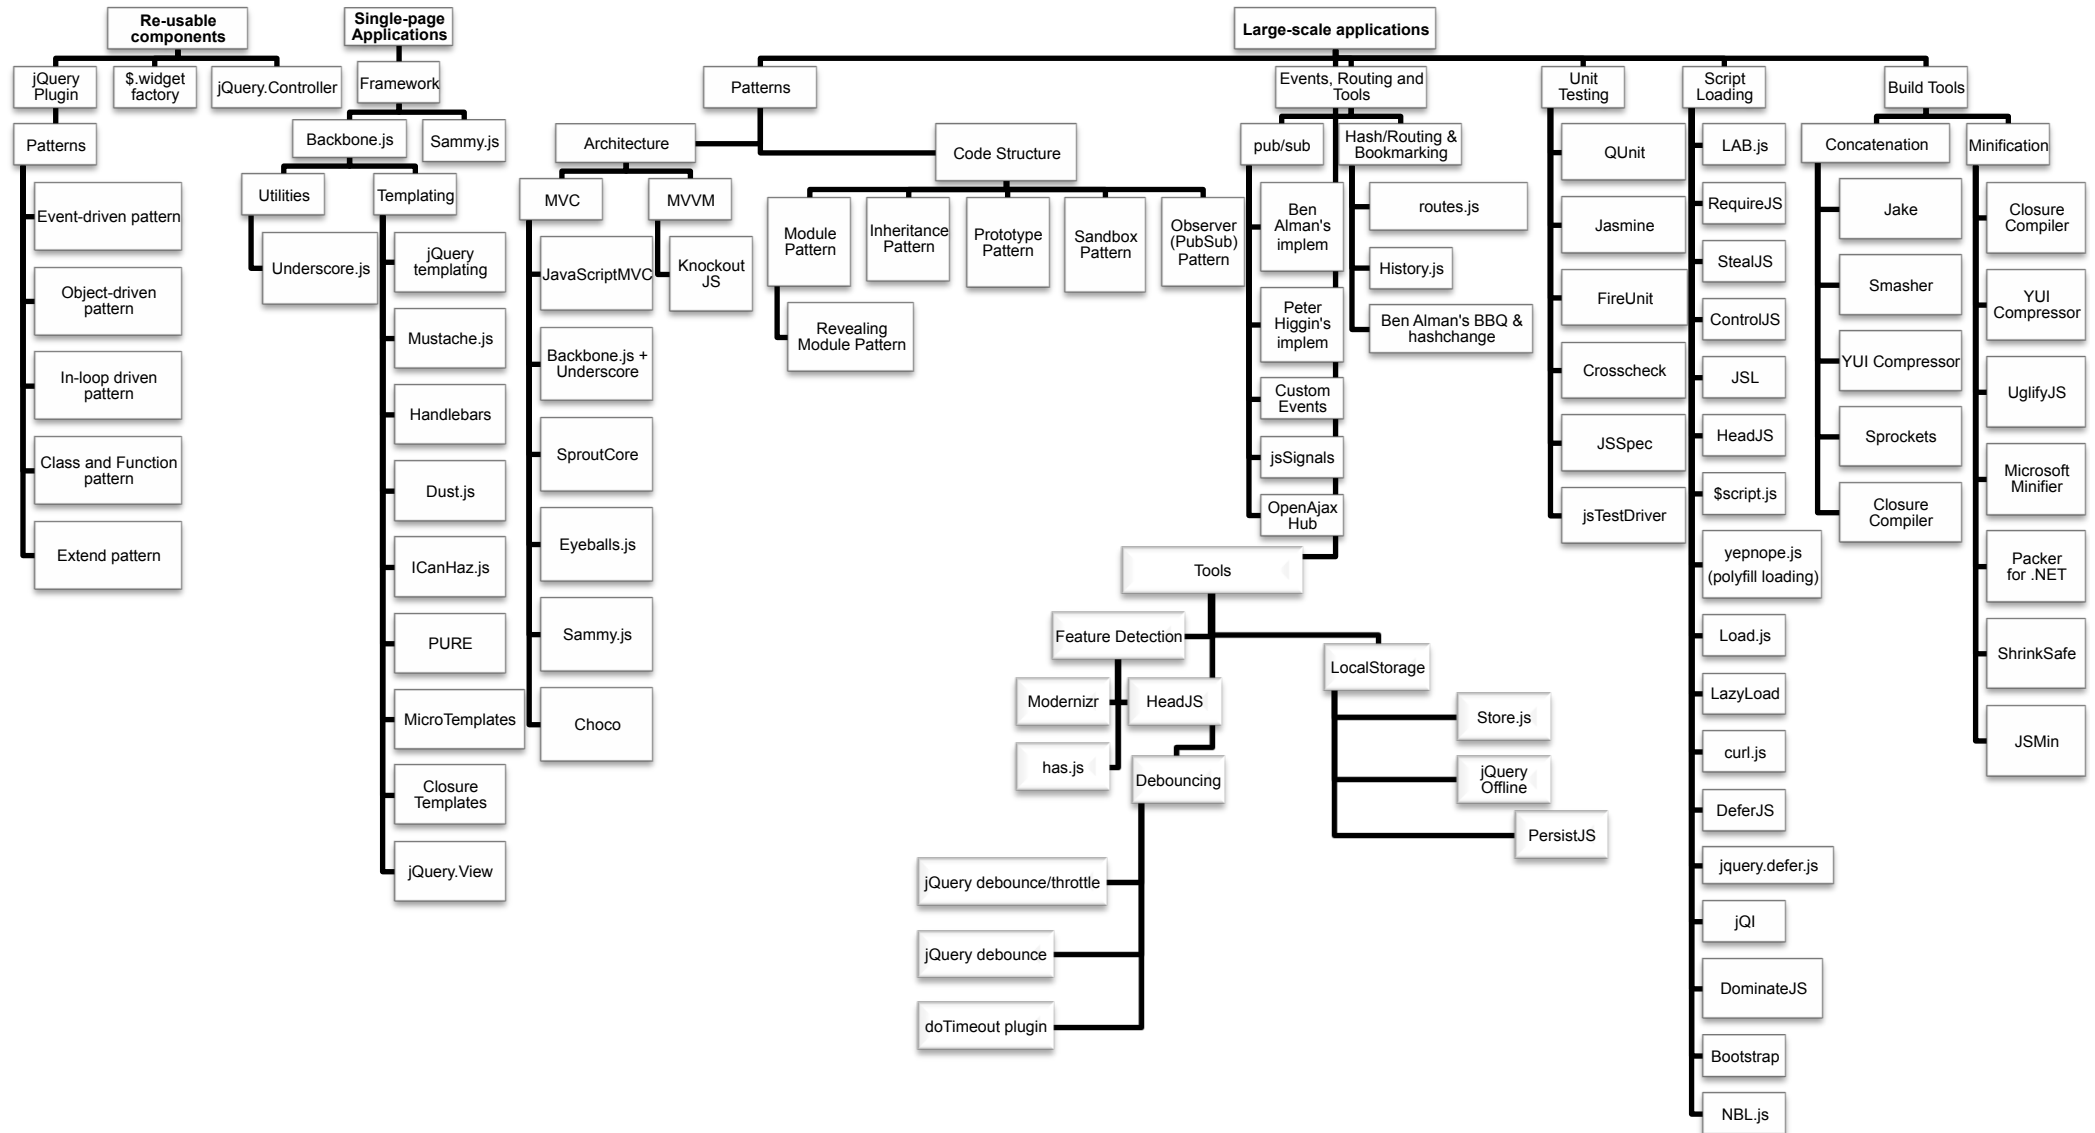 Re-usable
components
jQuery
Plugin
$.widget
factory
jQuery.Controller
Patterns
Event-driven pattern
Object-driven
pattern
In-loop driven
pattern
Class and Function
pattern
Extend pattern
Single-page
Applications
Framework
Backbone.js
Sammy.js
Utilities
Templating
Underscore.js
jQuery
templating
Mustache.js
Handlebars
Dust.js
ICanHaz.js
PURE
MicroTemplates
Closure
Templates
jQuery.View
Large-scale applications
Patterns
Architecture
Code Structure
MVC
MVVM
JavaScriptMVC
Backbone.js +
Underscore
SproutCore
Eyeballs.js
Sammy.js
Choco
Knockout
JS
Module
Pattern
Inheritance
Pattern
Prototype
Pattern
Sandbox
Pattern
Observer
(PubSub)
Pattern
Revealing
Module Pattern
Events, Routing and
Tools
pub/sub
Hash/Routing &
Bookmarking
Ben
Alman's
implem
Peter
Higgin's
implem
Custom
Events
jsSignals
OpenAjax
Hub
routes.js
History.js
Ben Alman's BBQ &
hashchange
Tools
Feature Detection
Modernizr
HeadJS
has.js
Debouncing
jQuery debounce/throttle
jQuery debounce
doTimeout plugin
LocalStorage
Store.js
jQuery
Offline
PersistJS
Unit
Testing
QUnit
Jasmine
FireUnit
Crosscheck
JSSpec
jsTestDriver
Script
Loading
LAB.js
RequireJS
StealJS
ControlJS
JSL
HeadJS
$script.js
yepnope.js
(polyfill loading)
Load.js
LazyLoad
curl.js
DeferJS
jquery.defer.js
jQl
DominateJS
Bootstrap
NBL.js
Build Tools
Concatenation
Minification
Jake
Smasher
YUI Compressor
Sprockets
Closure
Compiler
Closure
Compiler
YUI
Compressor
UglifyJS
Microsoft
Minifier
Packer
for .NET
ShrinkSafe
JSMin